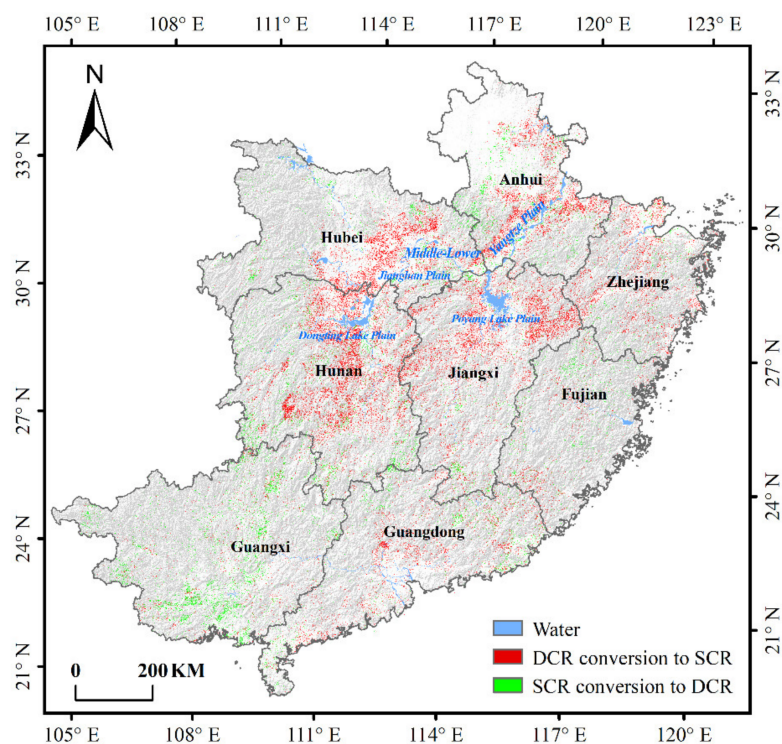 105° E 108° E 111° E 114° E 117° E 120° E 123° E
N
33° N
33° N
Anhui
Yangtze Plain
Hubei
Middle-Lower
30° N
Jianghan Plain
30° N
Zhejiang
Poyang Lake Plain
Dongting Lake Plain
Hunan
Jiangxi
27° N
Fujian
27° N
24° N
Guangdong
Guangxi
24° N
Water
21° N
DCR conversion to SCR
21° N
0 200 KM
SCR conversion to DCR
105° E 108° E 111° E 114° E 117° E 120° E